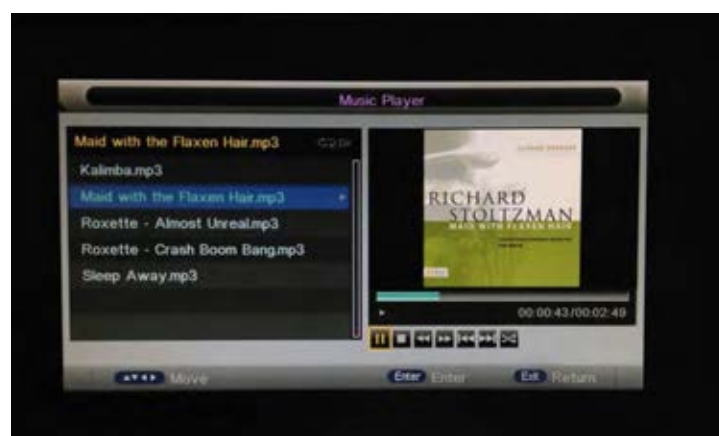 Music Player
Maid with the Flaxen Hair.mp3
Kalimba.mp3
Maid with the Flaxen Hair.mp3
Roxette - Almost Unreal.mp3
Roxette - Crash Boom Bang.mp3
Sleep Away.mp3
RICHARD
STOLTZMAN
MAID WITH FLAXEN HAIR
00:00:43/00:02:49
Move
Enter Enter
Exit Return